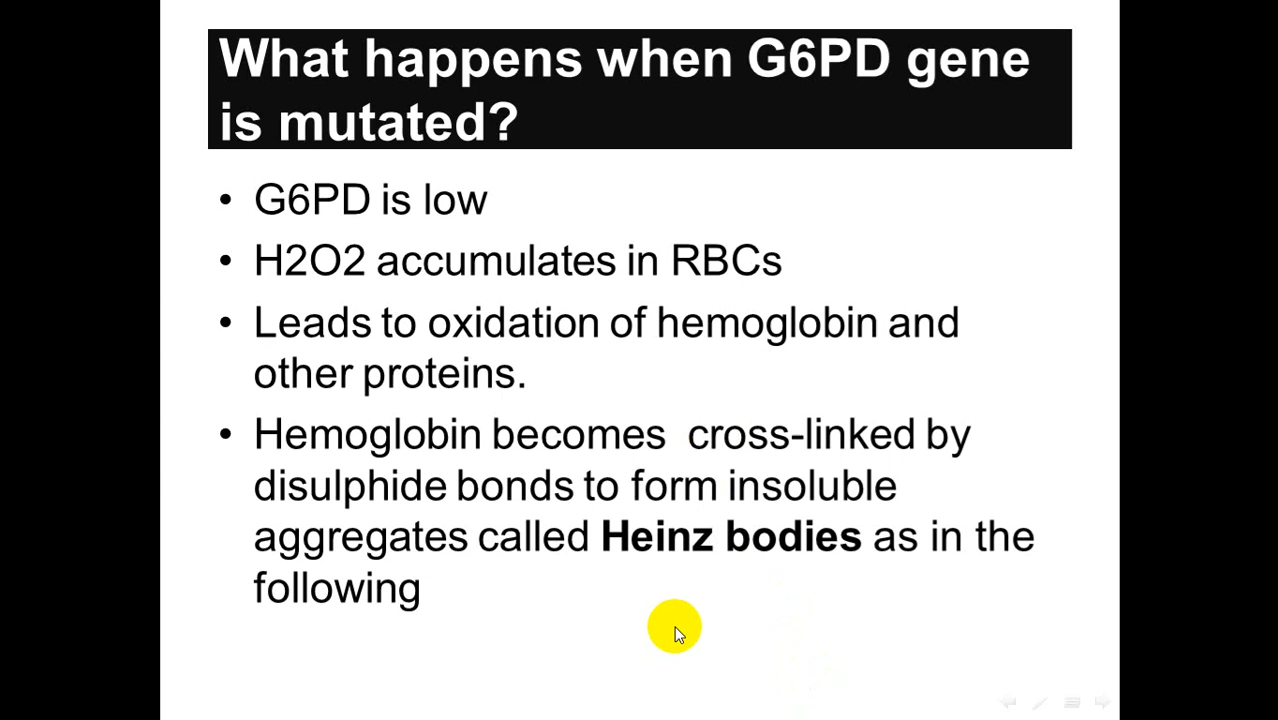 What happens when G6PD gene
is mutated?
• G6PD is low
• H2O2 accumulates in RBCs
• Leads to oxidation of hemoglobin and
other proteins.
• Hemoglobin becomes  cross-linked by
disulphide bonds to form insoluble
aggregates called Heinz bodies as in the
following